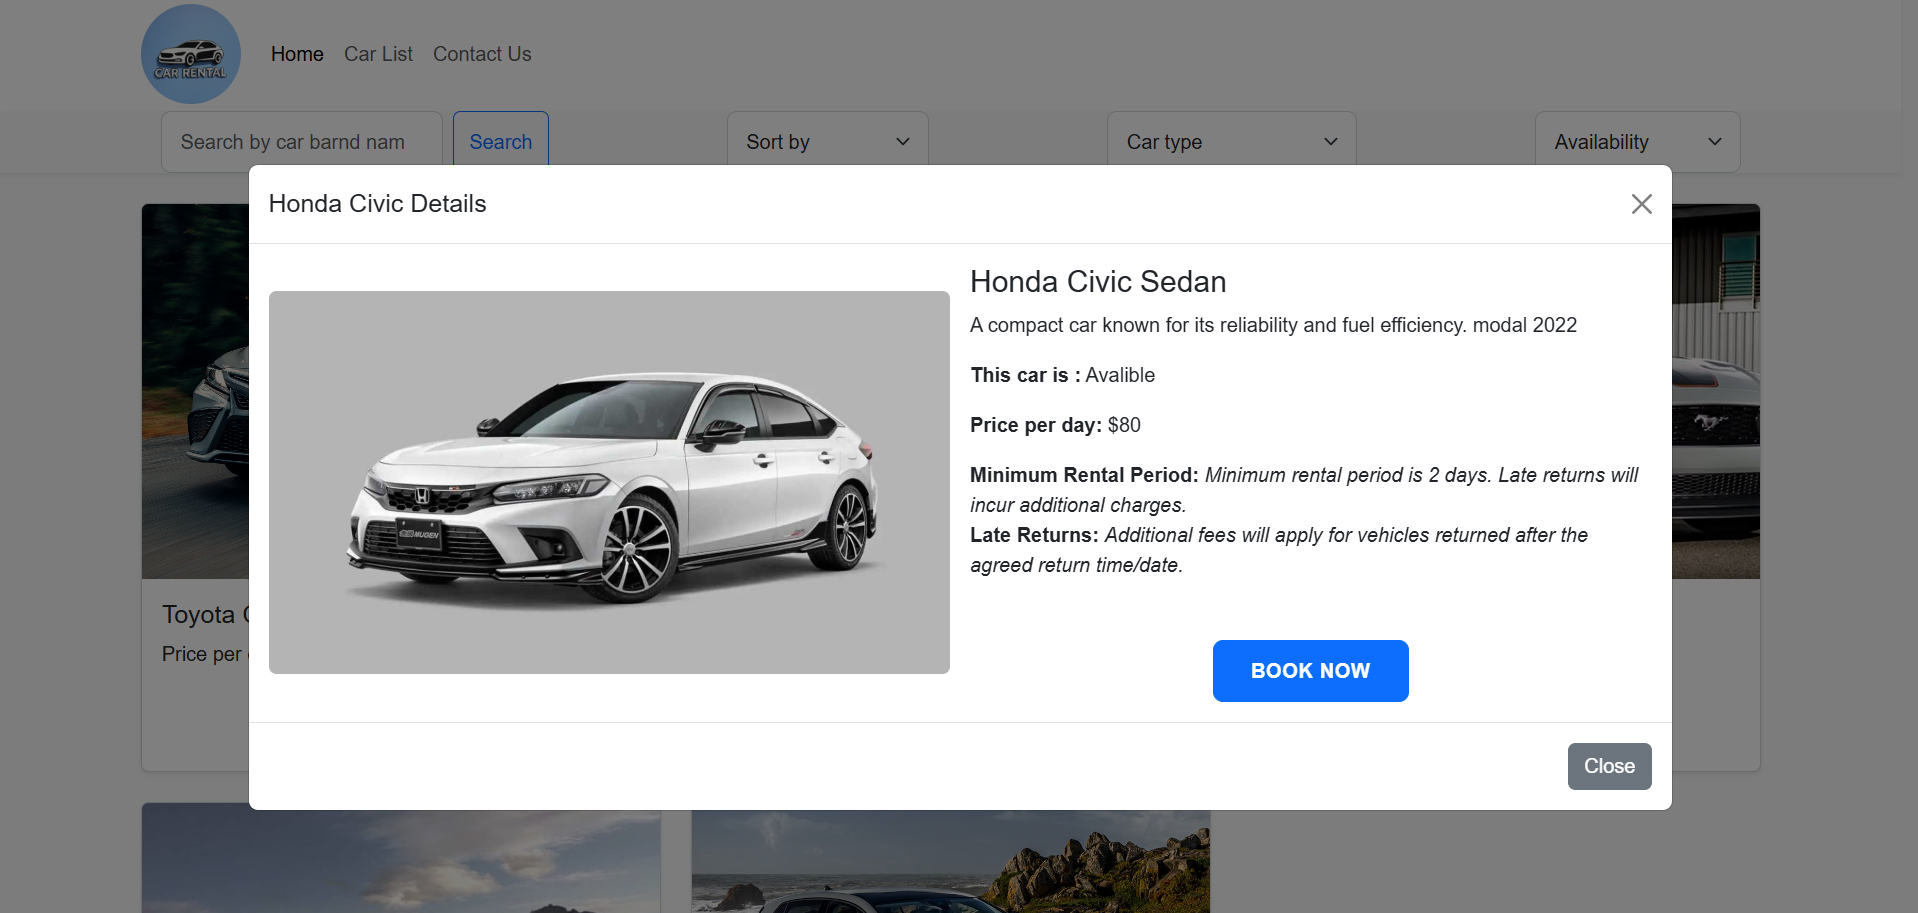 CAR RENTAL
Home Car List Contact Us
Search by car barnd nam Search Sort by Car type Availability
Honda Civic Details
Honda Civic Sedan
A compact car known for its reliability and fuel efficiency. modal 2022
This car is : Avalible
Price per day: $80
Minimum Rental Period: Minimum rental period is 2 days. Late returns will
incur additional charges.
Late Returns: Additional fees will apply for vehicles returned after the
agreed return time/date.
BOOK NOW
Close
MUGEN
Toyota
Price per